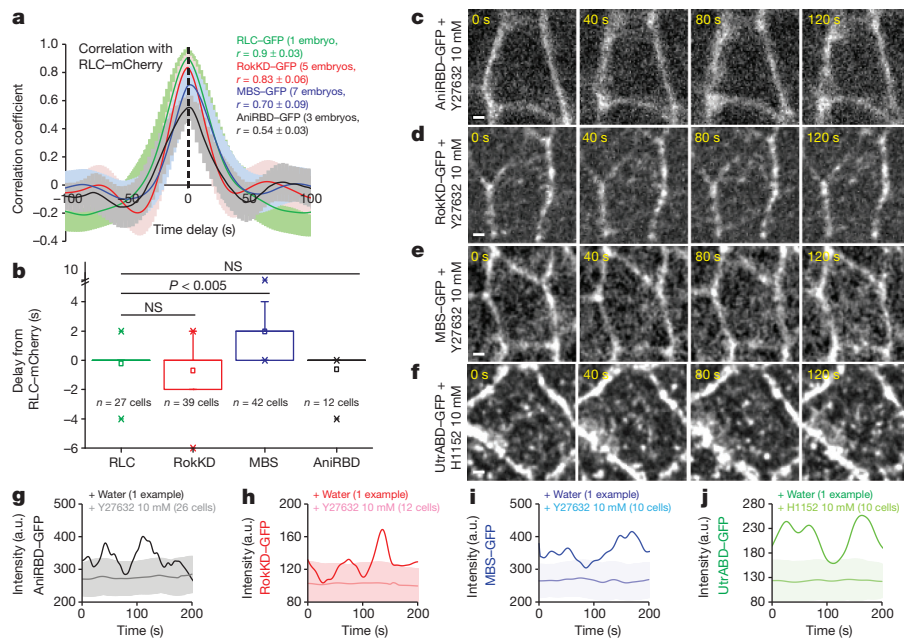 a
Correlation with
RLC–mCherry
RLC–GFP (1 embryo,
r = 0.9 ± 0.03)
RokKD–GFP (5 embryos,
r = 0.83 ± 0.06)
MBS–GFP (7 embryos,
r = 0.70 ± 0.09)
AniRBD–GFP (3 embryos,
r = 0.54 ± 0.03)
Correlation coefficient
1.0
0.8
0.6
0.4
0.2
0
−0.2
−0.4
0
50
100
Time delay (s)
b
Delay from
RLC–mCherry (s)
10
4
2
0
−2
−4
−6
NS
P < 0.005
NS
n = 27 cells
n = 39 cells
n = 42 cells
n = 12 cells
RLC
RokKD
MBS
AniRBD
c
AniRBD–GFP +
Y27632 10 mM
0 s
40 s
80 s
120 s
d
RokKD–GFP +
Y27632 10 mM
0 s
40 s
80 s
120 s
e
MBS–GFP +
Y27632 10 mM
0 s
40 s
80 s
120 s
f
UtrABD–GFP +
H1152 10 mM
0 s
40 s
80 s
120 s
g
+ Water (1 example)
+ Y27632 10 mM (26 cells)
Intensity (a.u.)
AniRBD–GFP
500
400
300
200
0
100
200
Time (s)
h
+ Water (1 example)
+ Y27632 10 mM (12 cells)
Intensity (a.u.)
RokKD–GFP
200
160
120
80
0
100
200
Time (s)
i
+ Water (1 example)
Y27632 10 mM (10 cells)
Intensity (a.u.)
MBS–GFP
500
400
300
200
0
100
200
Time (s)
j
+ Water (1 example)
+ H1152 10 mM (10 cells)
Intensity (a.u.)
UtrABD–GFP
280
230
180
130
80
0
100
200
Time (s)